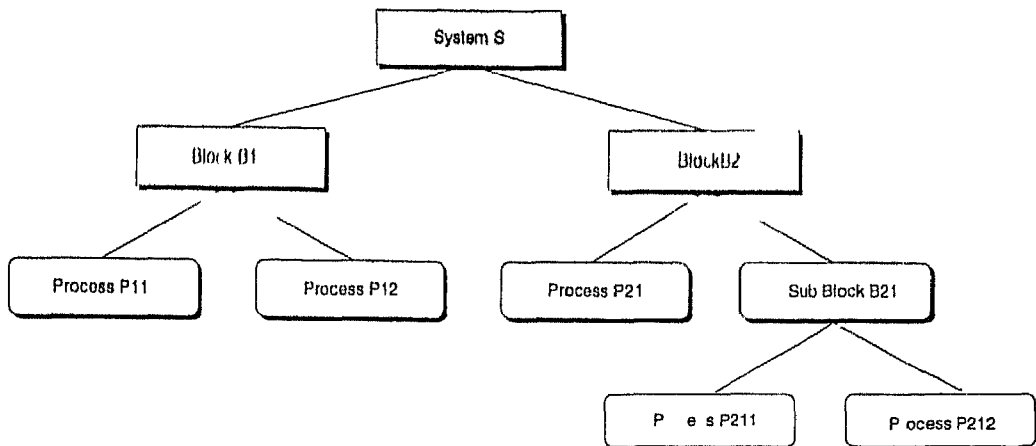 System S
Block B1
BlockB2
Process P11
Process P12
Process P21
Sub Block B21
P e s P211
P ocess P212